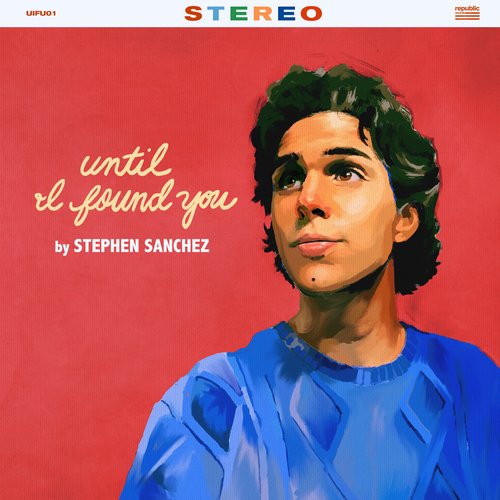 UIFU01
STEREO
republic
until
I found you
by STEPHEN SANCHEZ